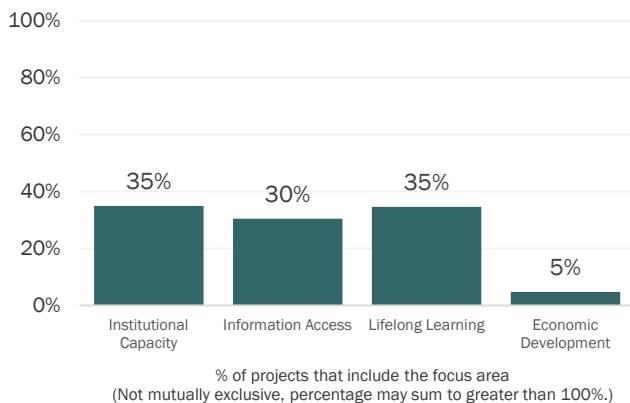 100%
80%
60%
40%
20%
0%
35%
30%
35%
5%
Institutional
Capacity
Information Access
Lifelong Learning
Economic
Development
% of projects that include the focus area
(Not mutually exclusive, percentage may sum to greater than 100%.)